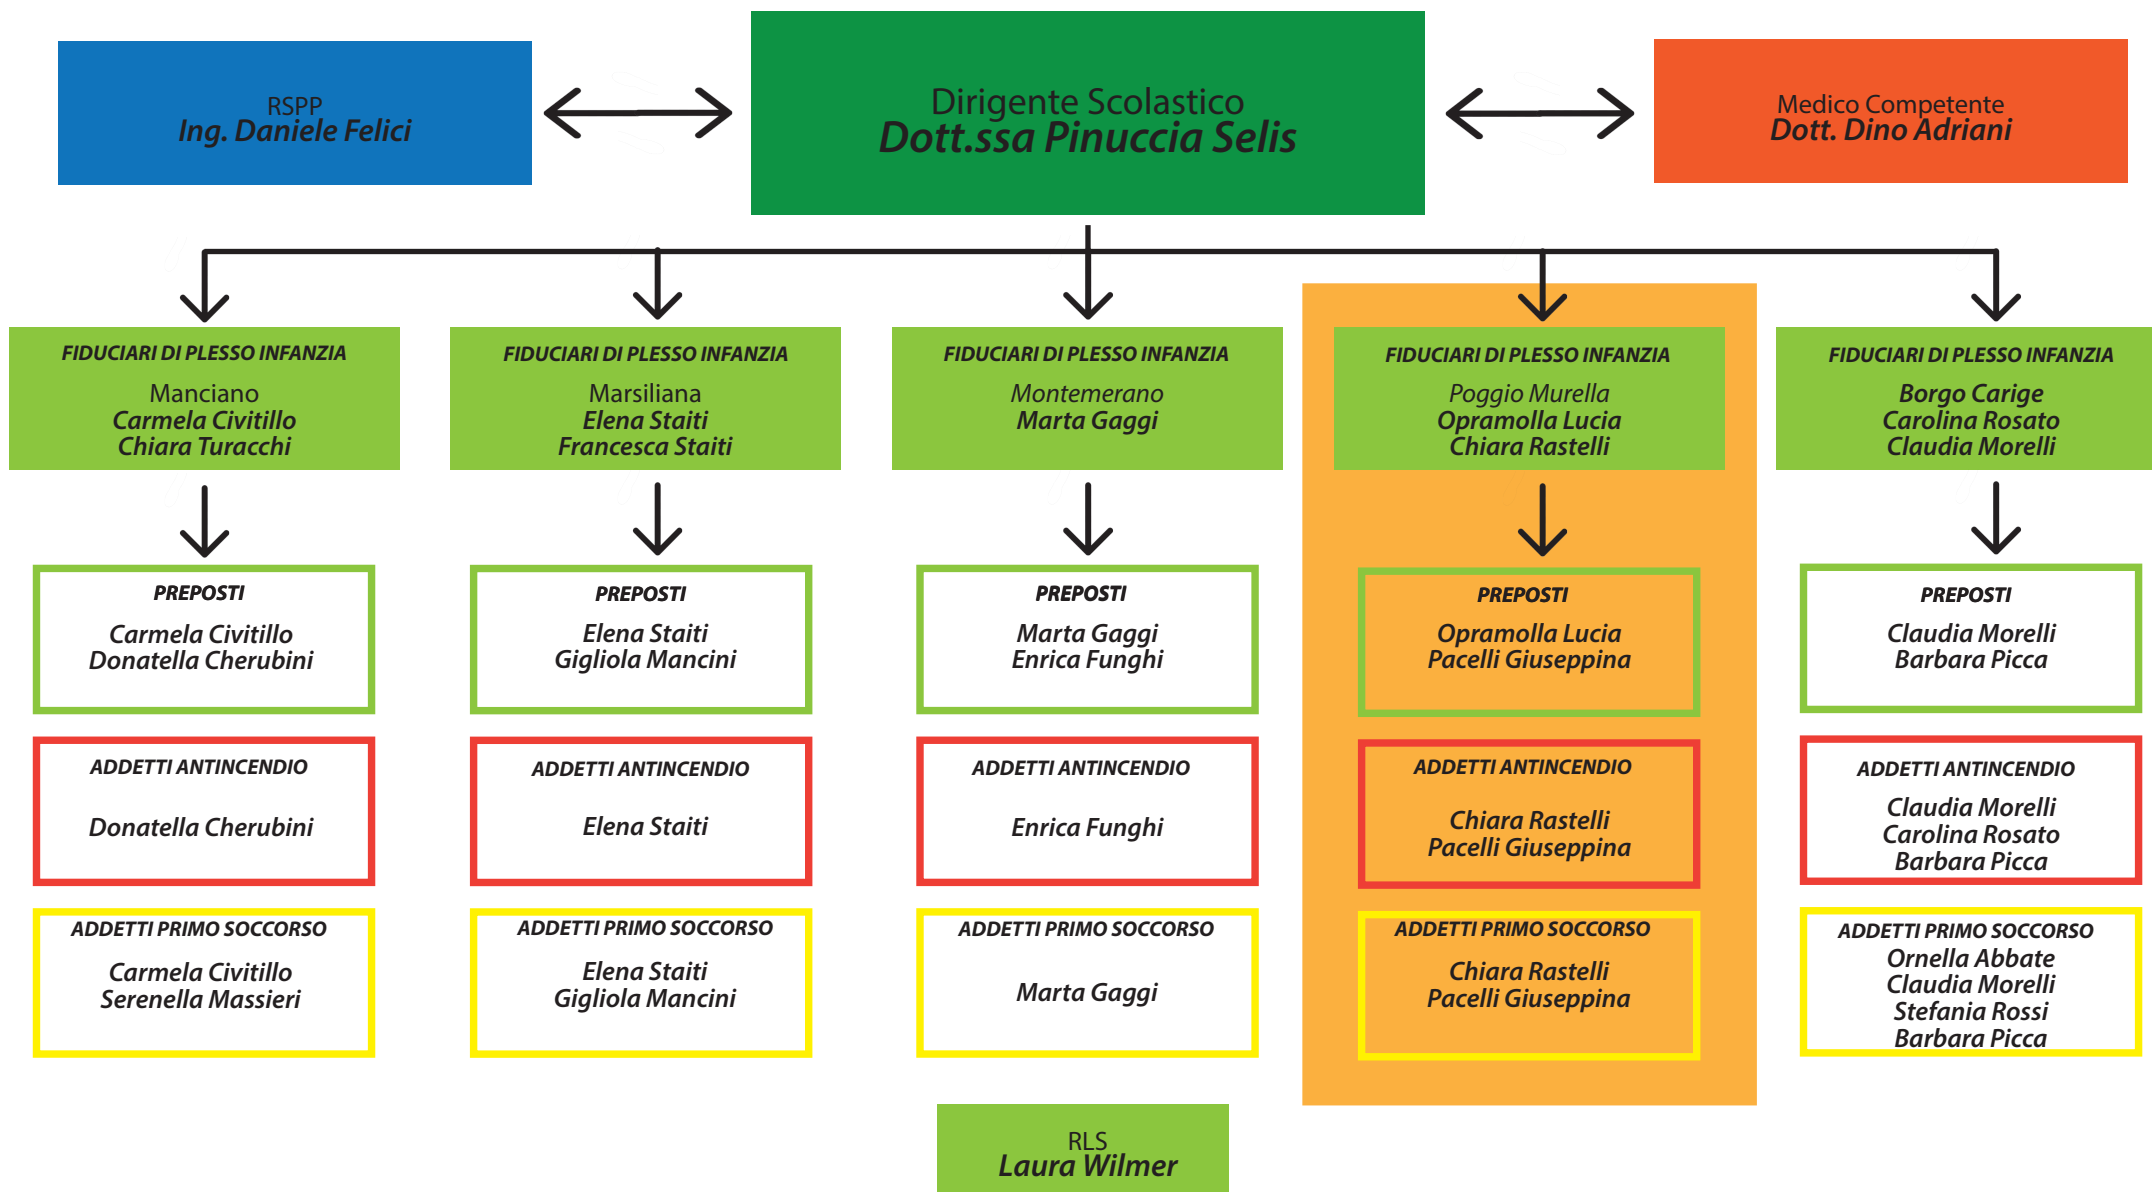 RSPP
Ing. Daniele Felici
Dirigente Scolastico
Dott.ssa Pinuccia Selis
Medico Competente
Dott. Dino Adriani
FIDUCIARI DI PLESSO INFANZIA
Manciano
Carmela Civitillo
Chiara Turacchi
FIDUCIARI DI PLESSO INFANZIA
Marsiliana
Elena Staiti
Francesca Staiti
FIDUCIARI DI PLESSO INFANZIA
Montemerano
Marta Gaggi
FIDUCIARI DI PLESSO INFANZIA
Poggio Murella
Opramolla Lucia
Chiara Rastelli
FIDUCIARI DI PLESSO INFANZIA
Borgo Carige
Carolina Rosato
Claudia Morelli
PREPOSTI
Carmela Civitillo
Donatella Cherubini
PREPOSTI
Elena Staiti
Gigliola Mancini
PREPOSTI
Marta Gaggi
Enrica Funghi
PREPOSTI
Opramolla Lucia
Pacelli Giuseppina
PREPOSTI
Claudia Morelli
Barbara Picca
ADDETTI ANTINCENDIO
Donatella Cherubini
ADDETTI ANTINCENDIO
Elena Staiti
ADDETTI ANTINCENDIO
Enrica Funghi
ADDETTI ANTINCENDIO
Chiara Rastelli
Pacelli Giuseppina
ADDETTI ANTINCENDIO
Claudia Morelli
Carolina Rosato
Barbara Picca
ADDETTI PRIMO SOCCORSO
Carmela Civitillo
Serenella Massieri
ADDETTI PRIMO SOCCORSO
Elena Staiti
Gigliola Mancini
ADDETTI PRIMO SOCCORSO
Marta Gaggi
ADDETTI PRIMO SOCCORSO
Chiara Rastelli
Pacelli Giuseppina
ADDETTI PRIMO SOCCORSO
Ornella Abbate
Claudia Morelli
Stefania Rossi
Barbara Picca
RLS
Laura Wilmer